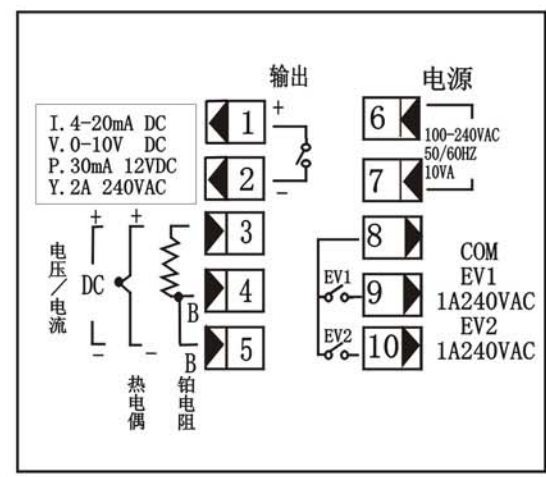 输出
电源
I.4-20mA DC
V.0-10V DC
P.30mA 12VDC
Y.2A 240VAC
+
1
2
−
6
7
100-240VAC
50/60HZ
10VA
+
+
3
4
5
B
B
DC
−
−
电压/电流
热电偶
铂电阻
8
9
10
EV1
EV2
COM
EV1
1A240VAC
EV2
1A240VAC